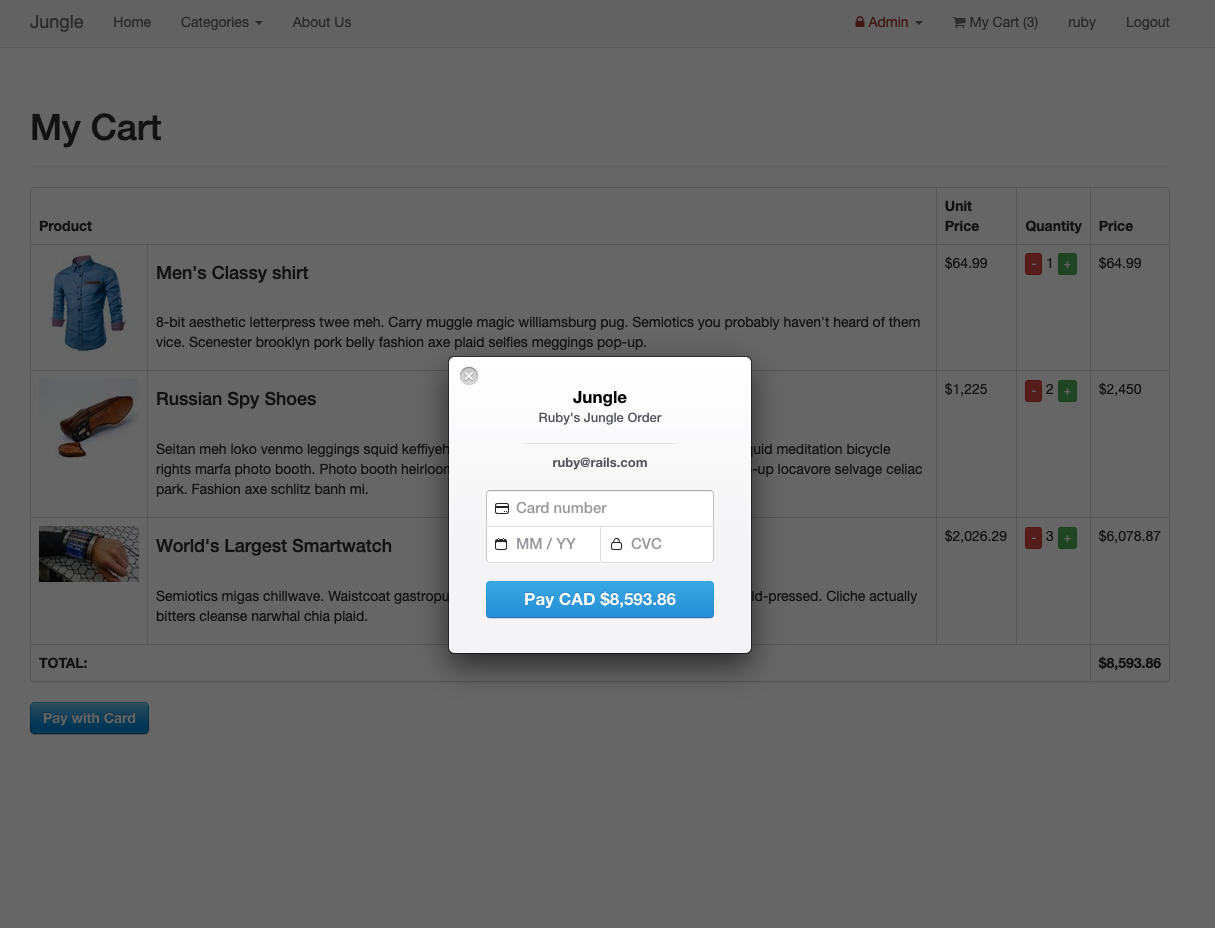 Jungle Home Categories About Us Admin My Cart (3) ruby Logout
My Cart
Product Unit Price Quantity Price
Men's Classy shirt $64.99 - 1 + $64.99
8-bit aesthetic letterpress twee meh. Carry muggle magic williamsburg pug. Semiotics you probably haven't heard of them
vice. Scenester brooklyn pork belly fashion axe plaid selfies meggings pop-up.
Russian Spy Shoes $1,225 - 2 + $2,450
Seitan meh loko venmo leggings squid keffiyeh
meditation bicycle
rights marfa photo booth. Photo booth
-up locavore selvage celiac
park. Fashion axe schlitz banh mi.
World's Largest Smartwatch $2,026.29 - 3 + $6,078.87
Semiotics migas chillwave. Waistcoat
ld-pressed. Cliche actually
bitters cleanse narwhal chia plaid.
TOTAL: $8,593.86
Pay with Card
Jungle
Ruby's Jungle Order
ruby@rails.com
Card number
MM / YY CVC
Pay CAD $8,593.86